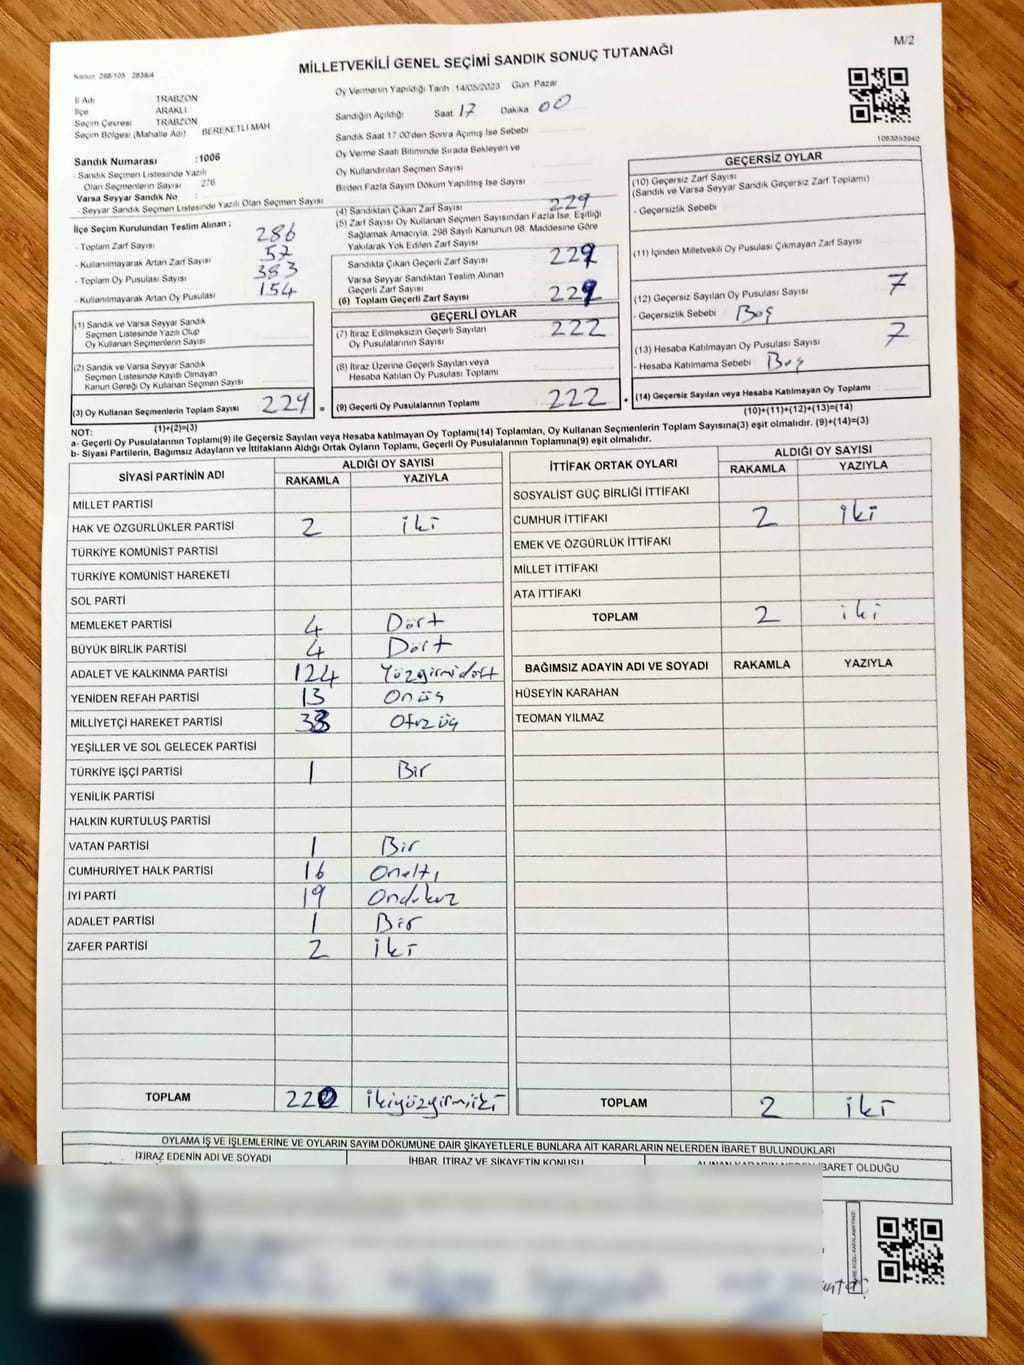 M/2
MİLLETVEKİLİ GENEL SEÇİMİ SANDIK SONUÇ TUTANAĞI
İl Adı TRABZON
İlçe ARAKLI
Seçim Çevresi TRABZON
Seçim Bölgesi (Mahalle Adı) BEREKETLİ MAH
Sandık Numarası :1006
- Sandık Seçmen Listesinde Yazılı
Olan Seçmenlerin Sayısı 276
Varsa Seyyar Sandık No
- Seyyar Sandık Seçmen Listesinde Yazılı Olan Seçmen Sayısı
Oy Vermenin Yapıldığı Tarih 14/05/2023 Gün Pazar
Sandığın Açıldığı Saat 17 Dakika 00
Sandık Saat 17.00'den Sonra Açımış İse Sebebi
Oy Verme Saati Bitiminde Sırada Bekleyen ve
Oy Kullandırılan Seçmen Sayısı
Birden Fazla Sayım Döküm Yapılmış İse Sayısı
1083853940
İlçe Seçim Kurulundan Teslim Alınan ;
- Toplam Zarf Sayısı 286
- Kullanılmayarak Artan Zarf Sayısı 57
- Toplam Oy Pusulası Sayısı 383
- Kullanılmayarak Artan Oy Pusulası 154
(1) Sandık ve Varsa Seyyar Sandık
Seçmen Listesinde Yazılı Olup
Oy Kullanan Seçmenlerin Sayısı
(2) Sandık ve Varsa Seyyar Sandık
Seçmen Listesinde Kayıtlı Olmayan
Kanun Gereği Oy Kullanan Seçmen Sayısı
(3) Oy Kullanan Seçmenlerin Toplam Sayısı 229 =
(1)+(2)=(3)
(4) Sandıktan Çıkan Zarf Sayısı 229
(5) Zarf Sayısı Oy Kullanan Seçmen Sayısından Fazla İse, Eşitliği
Sağlamak Amacıyla, 298 Sayılı Kanunun 98. Maddesine Göre
Yakılarak Yok Edilen Zarf Sayısı
Sandıkta Çıkan Geçerli Zarf Sayısı 229
Varsa Seyyar Sandıktan Teslim Alınan
Geçerli Zarf Sayısı
(6) Toplam Geçerli Zarf Sayısı 229
GEÇERLİ OYLAR
(7) İtiraz Edilmeksizin Geçerli Sayılan
Oy Pusulalarının Sayısı 222
(8) İtiraz Üzerine Geçerli Sayılan veya
Hesaba Katılan Oy Pusulası Toplamı
(9) Geçerli Oy Pusulalarının Toplamı 222 +
GEÇERSİZ OYLAR
(10) Geçersiz Zarf Sayısı
(Sandık ve Varsa Seyyar Sandık Geçersiz Zarf Toplamı)
- Geçersizlik Sebebi
(11) İçinden Milletvekili Oy Pusulası Çıkmayan Zarf Sayısı
(12) Geçersiz Sayılan Oy Pusulası Sayısı 7
- Geçersizlik Sebebi Boş
(13) Hesaba Katılmayan Oy Pusulası Sayısı 7
- Hesaba Katılmama Sebebi Boş
(14) Geçersiz Sayılan veya Hesaba Katılmayan Oy Toplamı
(10)+(11)+(12)+(13)=(14)
NOT:
a- Geçerli Oy Pusulalarının Toplamı(9) ile Geçersiz Sayılan veya Hesaba katılmayan Oy Toplamı(14) Toplamları, Oy Kullanan Seçmenlerin Toplam Sayısına(3) eşit olmalıdır. (9)+(14)=(3)
b- Siyasi Partilerin, Bağımsız Adayların ve İttifakların Aldığı Ortak Oyların Toplamı, Geçerli Oy Pusulalarının Toplamına(9) eşit olmalıdır.
SİYASİ PARTİNİN ADI ALDIĞI OY SAYISI
RAKAMLA YAZIYLA
MİLLET PARTİSİ
HAK VE ÖZGÜRLÜKLER PARTİSİ 2 iki
TÜRKİYE KOMÜNİST PARTİSİ
TÜRKİYE KOMÜNİST HAREKETİ
SOL PARTİ
MEMLEKET PARTİSİ 4 Dört
BÜYÜK BİRLİK PARTİSİ 4 Dört
ADALET VE KALKINMA PARTİSİ 124 Yüzyirmidört
YENİDEN REFAH PARTİSİ 13 Onüç
MİLLİYETÇİ HAREKET PARTİSİ 33 Otuzüç
YEŞİLLER VE SOL GELECEK PARTİSİ
TÜRKİYE İŞÇİ PARTİSİ 1 Bir
YENİLİK PARTİSİ
HALKIN KURTULUŞ PARTİSİ
VATAN PARTİSİ 1 Bir
CUMHURİYET HALK PARTİSİ 16 Onaltı
İYİ PARTİ 19 Ondokuz
ADALET PARTİSİ 1 Bir
ZAFER PARTİSİ 2 iki
TOPLAM 222 ikiyüzyirmiiki
İTTİFAK ORTAK OYLARI ALDIĞI OY SAYISI
RAKAMLA YAZIYLA
SOSYALİST GÜÇ BİRLİĞİ İTTİFAKI
CUMHUR İTTİFAKI 2 iki
EMEK VE ÖZGÜRLÜK İTTİFAKI
MİLLET İTTİFAKI
ATA İTTİFAKI
TOPLAM 2 iki
BAĞIMSIZ ADAYIN ADI VE SOYADI RAKAMLA YAZIYLA
HÜSEYİN KARAHAN
TEOMAN YILMAZ
TOPLAM 2 iki
OYLAMA İŞ VE İŞLEMLERİNE VE OYLARIN SAYIM DÖKÜMÜNE DAİR ŞİKAYETLERLE BUNLARA AİT KARARLARIN NELERDEN İBARET BULUNDUKLARI
İTİRAZ EDENİN ADI VE SOYADI İHBAR, İTİRAZ VE ŞİKAYETİN KONUSU ALINAN KARARIN NEDEN İBARET OLDUĞU